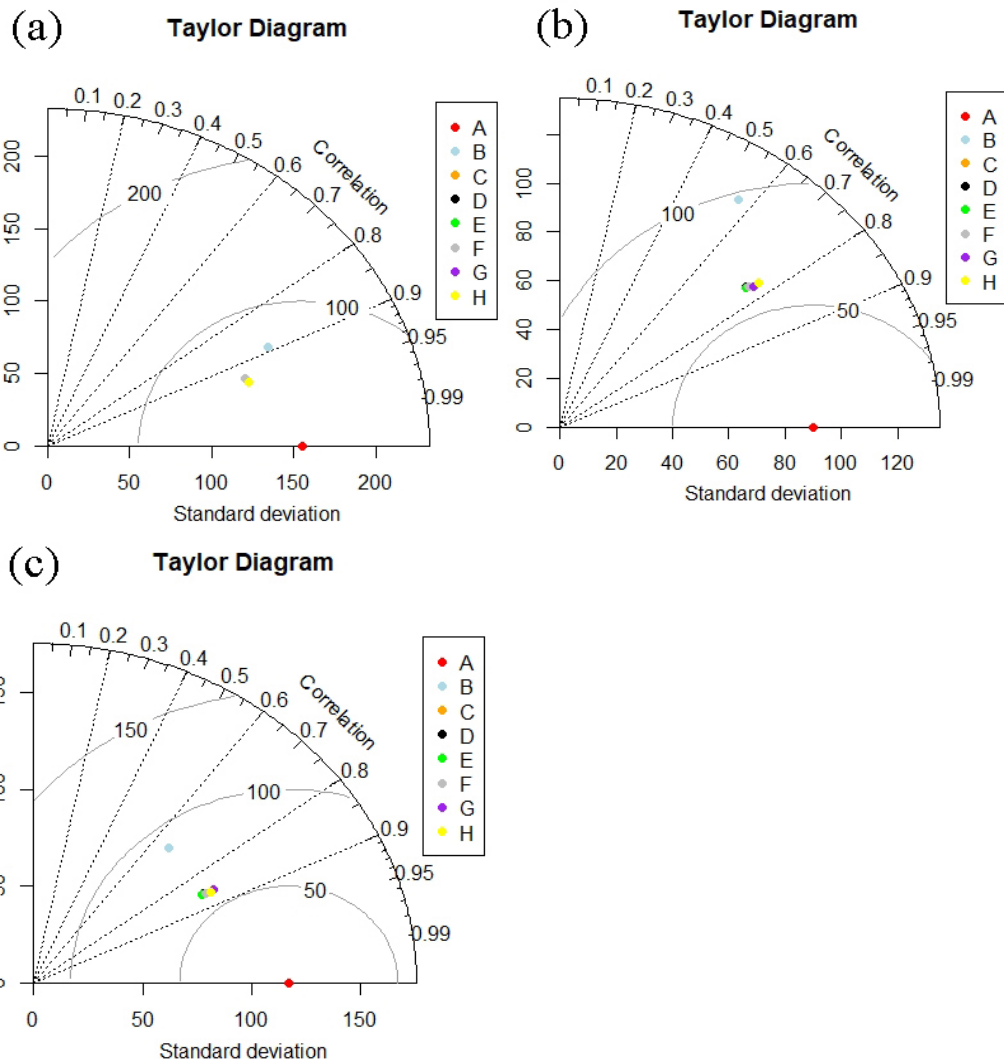 (a)
Taylor Diagram
0.1 0.2 0.3 0.4 0.5 0.6 0.7 0.8 0.9 0.95 0.99
Correlation
200
100
0 50 100 150 200
0 50 100 150 200
Standard deviation
A
B
C
D
E
F
G
H
(b)
Taylor Diagram
0.1 0.2 0.3 0.4 0.5 0.6 0.7 0.8 0.9 0.95 0.99
Correlation
100
50
0 20 40 60 80 100
0 20 40 60 80 100 120
Standard deviation
A
B
C
D
E
F
G
H
(c)
Taylor Diagram
0.1 0.2 0.3 0.4 0.5 0.6 0.7 0.8 0.9 0.95 0.99
Correlation
150
100
50
0 50 100 150
Standard deviation
A
B
C
D
E
F
G
H